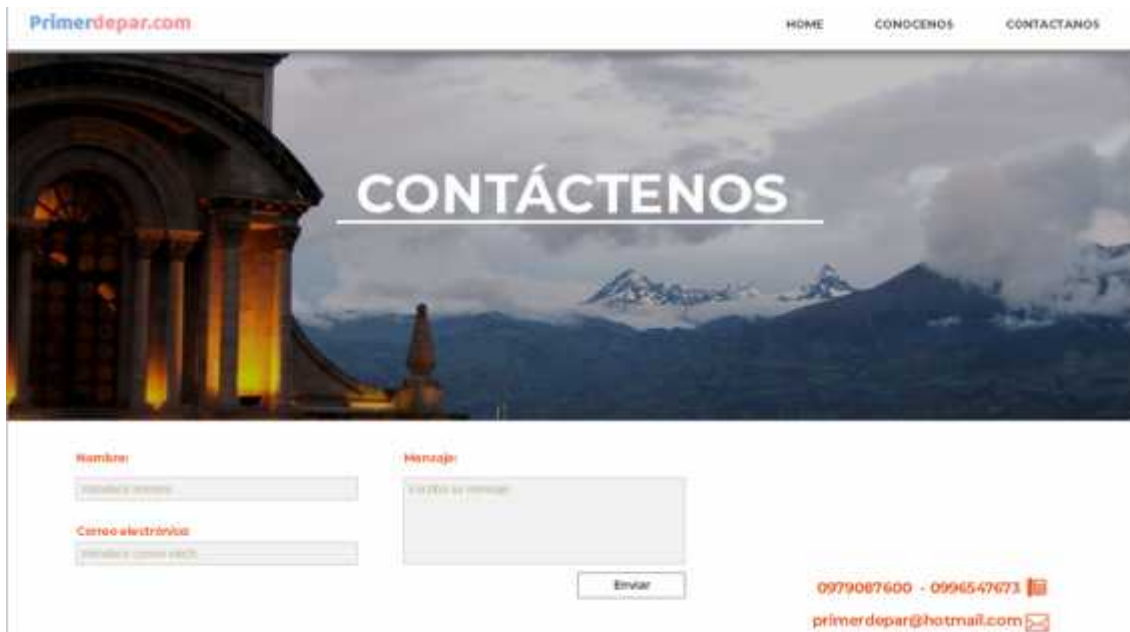 Primerdepar.com
HOME CONOCENOS CONTACTANOS
CONTÁCTENOS
Nombre:
Mensaje:
Correo electrónico:
Enviar
0979087600 - 0996547673
primerdepar@hotmail.com